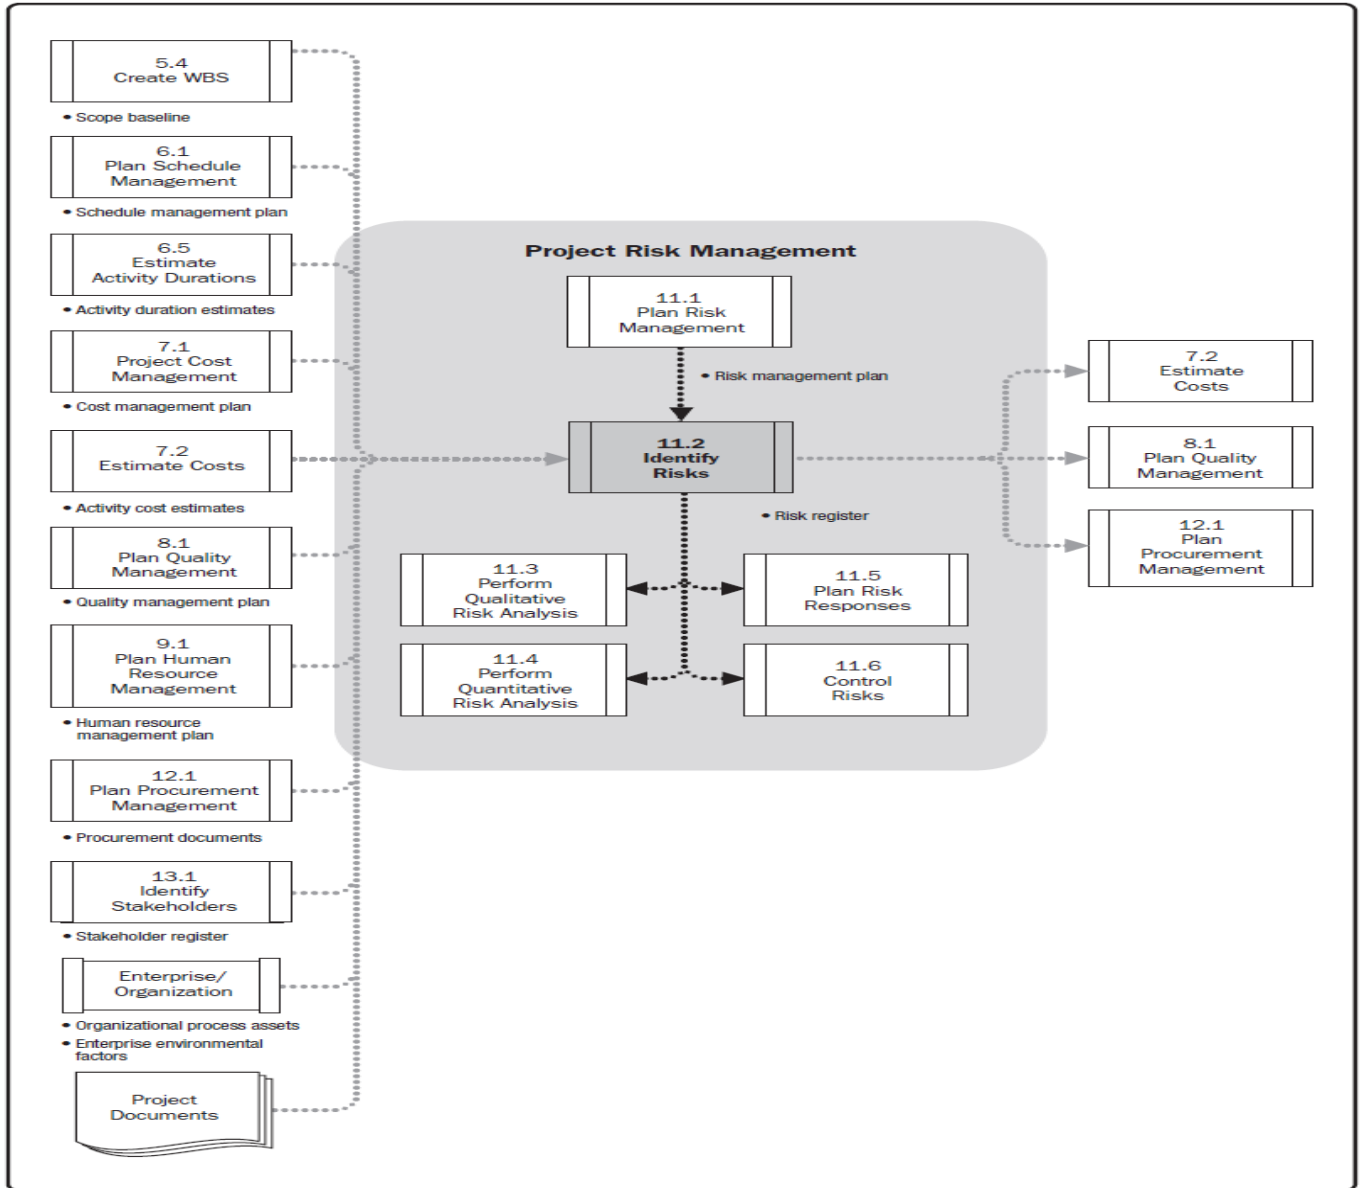 5.4
Create WBS
• Scope baseline
6.1
Plan Schedule
Management
• Schedule management plan
6.5
Estimate
Activity Durations
• Activity duration estimates
7.1
Project Cost
Management
• Cost management plan
7.2
Estimate Costs
• Activity cost estimates
8.1
Plan Quality
Management
• Quality management plan
9.1
Plan Human
Resource
Management
• Human resource
management plan
12.1
Plan Procurement
Management
• Procurement documents
13.1
Identify
Stakeholders
• Stakeholder register
Enterprise/
Organization
• Organizational process assets
• Enterprise environmental
factors
Project
Documents
Project Risk Management
11.1
Plan Risk
Management
• Risk management plan
11.2
Identify
Risks
• Risk register
11.3
Perform
Qualitative
Risk Analysis
11.5
Plan Risk
Responses
11.4
Perform
Quantitative
Risk Analysis
11.6
Control
Risks
7.2
Estimate
Costs
8.1
Plan Quality
Management
12.1
Plan
Procurement
Management